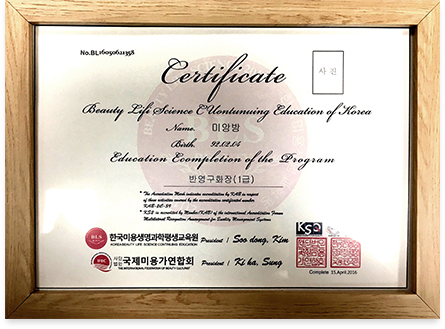 No.BL16051621358
Certificate
사 진
Beauty Life Science CUontunuing Education of Korea
Name. 미앙방
Birth. 92.02.04
Education Ecompletion of the Program
반영구화장(1급)
* The Accreditation Mark indicates accreditation by KAB in respect
of those activities covered by the accreditation certificated number
KAB-SC-39
* KSZ is accredited by Member(KAB) of the international Accreditation Forum
Multilateral Recognition Arrangement for Quality Management Systems
BLS
한국미용생명과학평생교육원 President / Soo dong, Kim
KOREA BEAUTY LIFE SCIENCE CONTINUING EDUCATION
사단법인 국제미용가연합회 President / Ki ha, Sung
THE INTERNATIONAL FEDERATION OF BEAUTY CULTURIST
Complete 15.April.2016